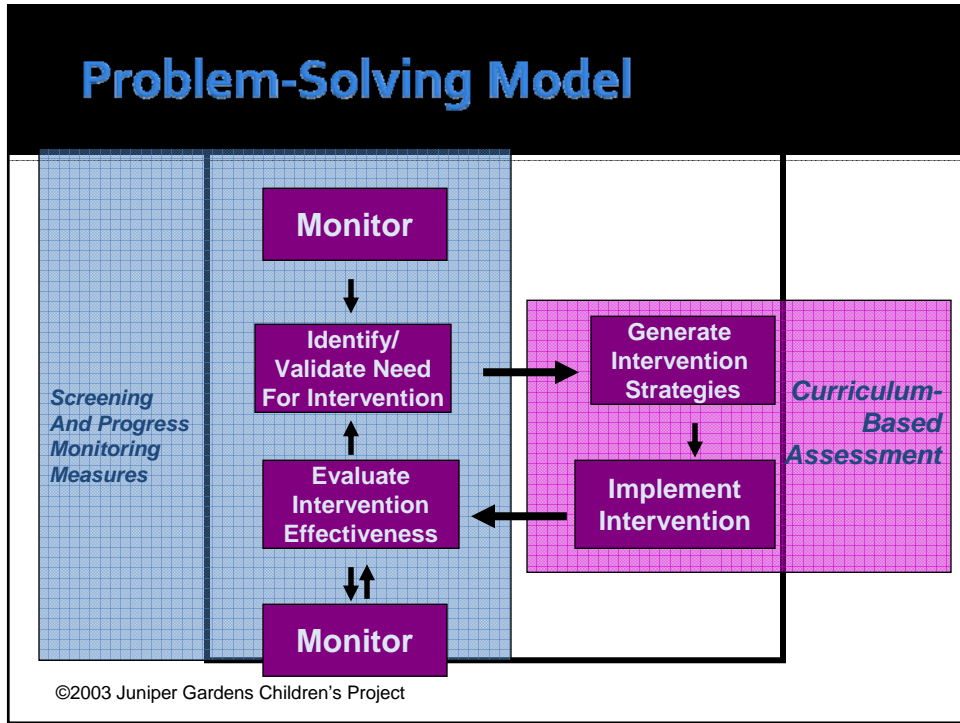 Problem-Solving Model
Monitor
Identify/
Validate Need
For Intervention
Generate
Intervention
Strategies
Screening
And Progress
Monitoring
Measures
Curriculum-
Based
Assessment
Evaluate
Intervention
Effectiveness
Implement
Intervention
Monitor
©2003 Juniper Gardens Children’s Project